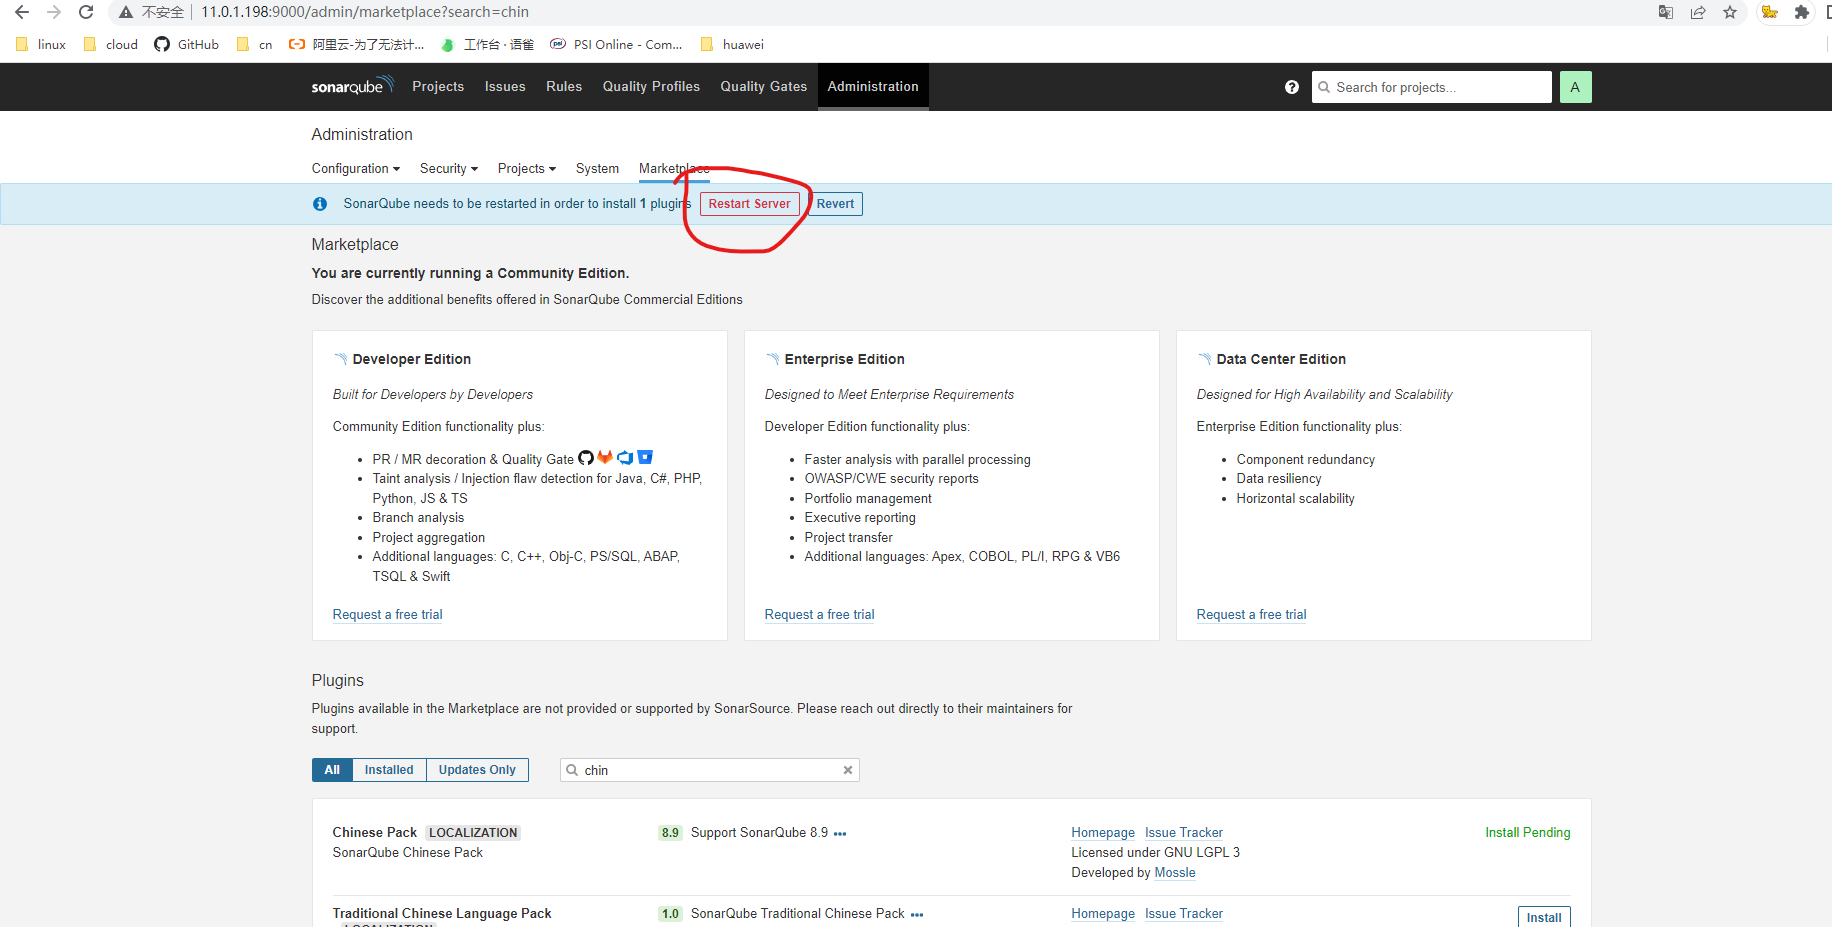 不安全 11.0.1.198:9000/admin/marketplace?search=chin
linux cloud GitHub cn 阿里云-为了无法计... 工作台 · 语雀 PSI Online - Com... huawei
sonarqube Projects Issues Rules Quality Profiles Quality Gates Administration Search for projects... A
Administration
Configuration Security Projects System Marketplace
SonarQube needs to be restarted in order to install 1 plugins Restart Server Revert
Marketplace
You are currently running a Community Edition.
Discover the additional benefits offered in SonarQube Commercial Editions
Developer Edition
Built for Developers by Developers
Community Edition functionality plus:
PR / MR decoration & Quality Gate
Taint analysis / Injection flaw detection for Java, C#, PHP,
Python, JS & TS
Branch analysis
Project aggregation
Additional languages: C, C++, Obj-C, PS/SQL, ABAP,
TSQL & Swift
Request a free trial
Enterprise Edition
Designed to Meet Enterprise Requirements
Developer Edition functionality plus:
Faster analysis with parallel processing
OWASP/CWE security reports
Portfolio management
Executive reporting
Project transfer
Additional languages: Apex, COBOL, PL/I, RPG & VB6
Request a free trial
Data Center Edition
Designed for High Availability and Scalability
Enterprise Edition functionality plus:
Component redundancy
Data resiliency
Horizontal scalability
Request a free trial
Plugins
Plugins available in the Marketplace are not provided or supported by SonarSource. Please reach out directly to their maintainers for
support.
All Installed Updates Only chin
Chinese Pack LOCALIZATION 8.9 Support SonarQube 8.9 ••• Homepage Issue Tracker Install Pending
SonarQube Chinese Pack Licensed under GNU LGPL 3
Developed by Mossle
Traditional Chinese Language Pack 1.0 SonarQube Traditional Chinese Pack ••• Homepage Issue Tracker Install
LOCALIZATION